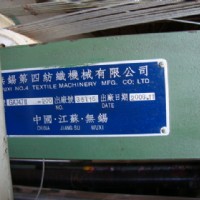 無錫第四紡織機械有限公司
WUXI NO.4 TEXTILE MACHINERY MFG. CO; LTD.
出廠號 出廠日期
NO. DATE
中國·江蘇·無錫
CHINA JIANGSU WUXI